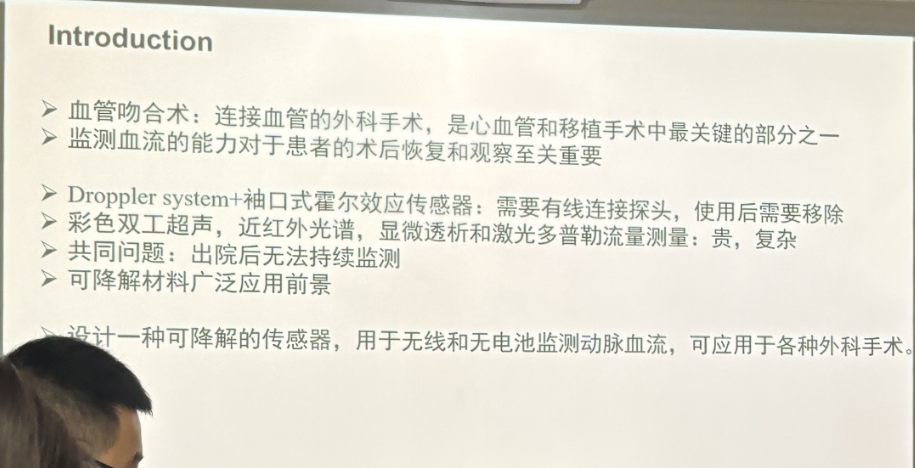 Introduction
➢ 血管吻合术：连接血管的外科手术，是心血管和移植手术中最关键的部分之一
➢ 监测血流的能力对于患者的术后恢复和观察至关重要
➢ Droppler system+袖口式霍尔效应传感器：需要有线连接探头，使用后需要移除
➢ 彩色双工超声，近红外光谱，显微透析和激光多普勒流量测量：贵，复杂
➢ 共同问题：出院后无法持续监测
➢ 可降解材料广泛应用前景
➢ 设计一种可降解的传感器，用于无线和无电池监测动脉血流，可应用于各种外科手术。